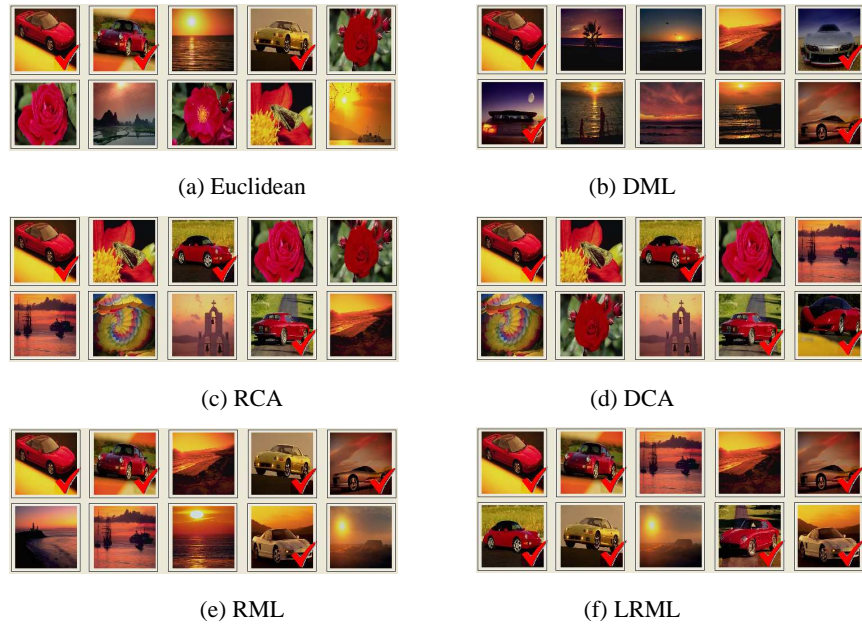 (a) Euclidean
(b) DML
(c) RCA
(d) DCA
(e) RML
(f) LRML